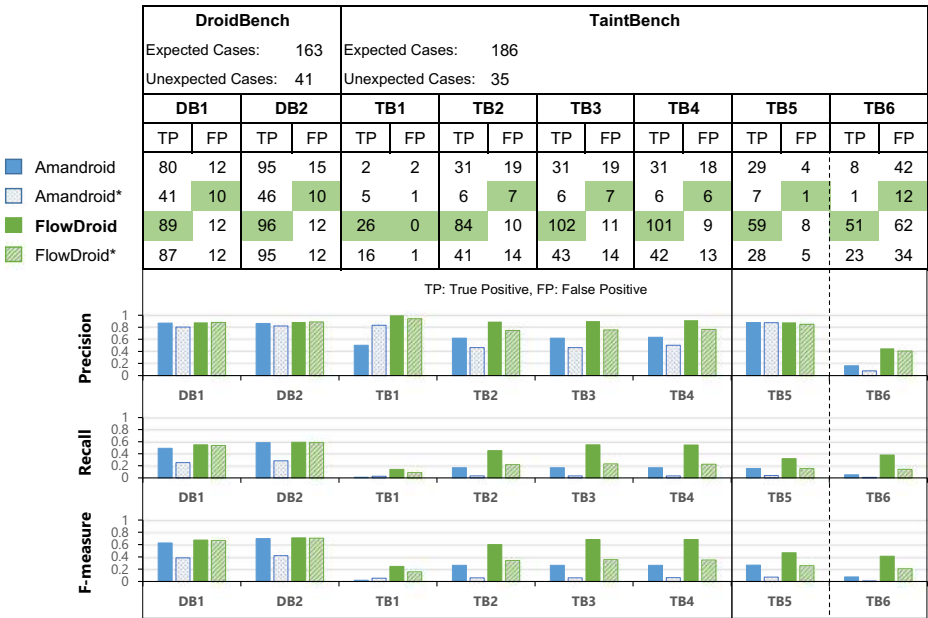 DroidBench TaintBench
Expected Cases: 163 Expected Cases: 186
Unexpected Cases: 41 Unexpected Cases: 35
DB1 DB2 TB1 TB2 TB3 TB4 TB5 TB6
TP FP TP FP TP FP TP FP TP FP TP FP TP FP TP FP
Amandroid 80 12 95 15 2 2 31 19 31 19 31 18 29 4 8 42
Amandroid* 41 10 46 10 5 1 6 7 6 7 6 6 7 1 1 12
FlowDroid 89 12 96 12 26 0 84 10 102 11 101 9 59 8 51 62
FlowDroid* 87 12 95 12 16 1 41 14 43 14 42 13 28 5 23 34
TP: True Positive, FP: False Positive
Precision
1
0.8
0.6
0.4
0.2
0
DB1 DB2 TB1 TB2 TB3 TB4 TB5 TB6
Recall
1
0.8
0.6
0.4
0.2
0
DB1 DB2 TB1 TB2 TB3 TB4 TB5 TB6
F-measure
1
0.8
0.6
0.4
0.2
0
DB1 DB2 TB1 TB2 TB3 TB4 TB5 TB6